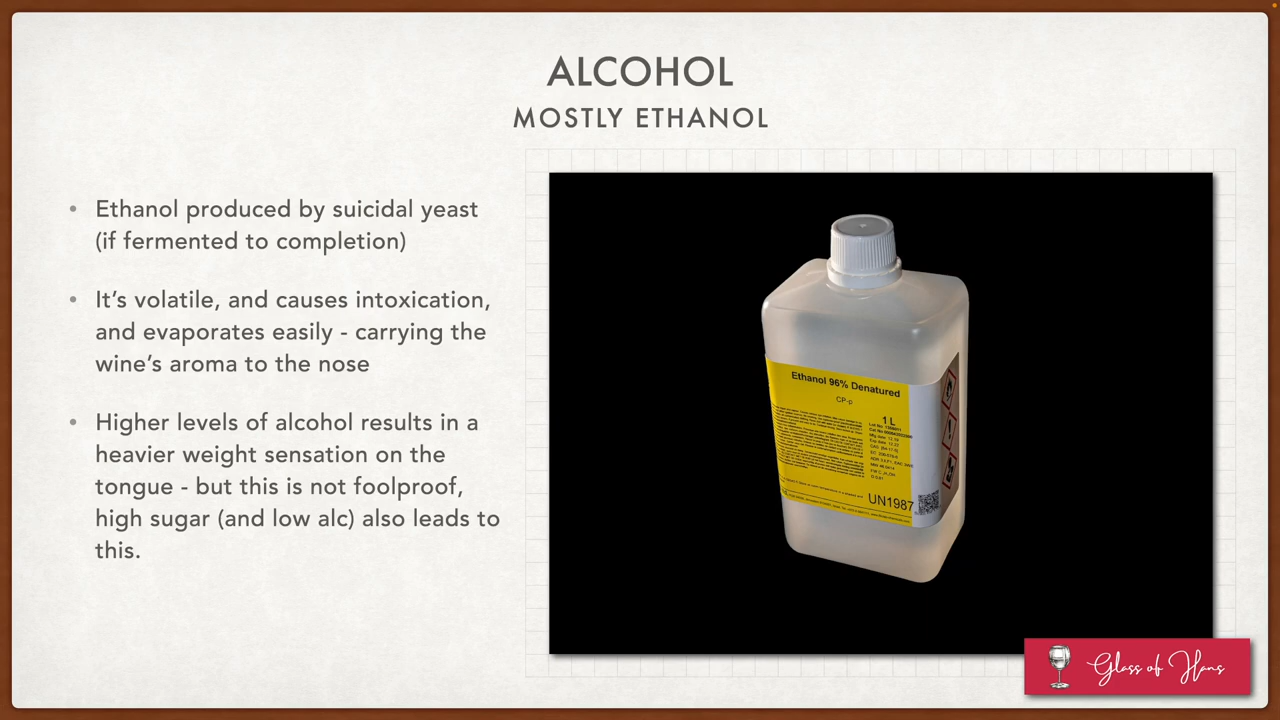 ALCOHOL
MOSTLY ETHANOL
• Ethanol produced by suicidal yeast
(if fermented to completion)
• It’s volatile, and causes intoxication,
and evaporates easily - carrying the
wine’s aroma to the nose
• Higher levels of alcohol results in a
heavier weight sensation on the
tongue - but this is not foolproof,
high sugar (and low alc) also leads to
this.
Ethanol 96% Denatured
CP-p
1 L
UN1987
Glass of Hans